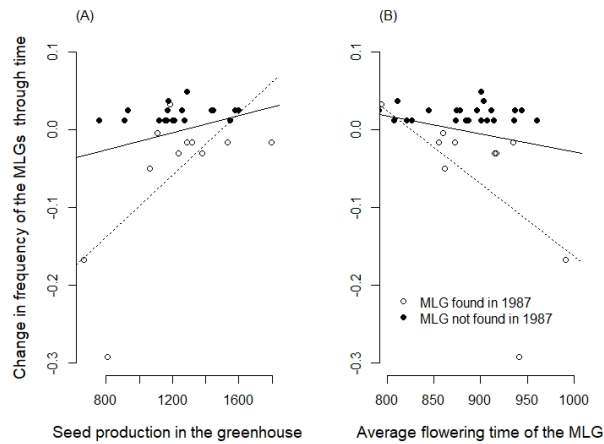 (A)
(B)
Change in frequency of the MLGs through time
0.1
0.0
-0.1
-0.2
-0.3
0.1
0.0
-0.1
-0.2
-0.3
MLG found in 1987
MLG not found in 1987
800 1200 1600
800 850 900 950 1000
Seed production in the greenhouse
Average flowering time of the MLG